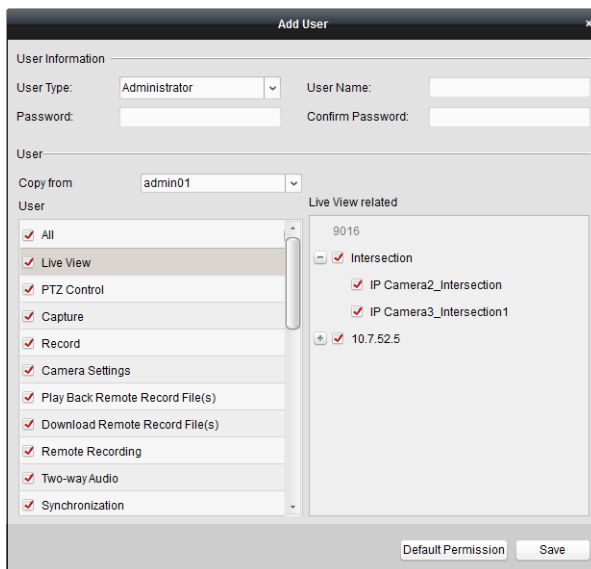 Add User
User Information
User Type: Administrator User Name:
Password: Confirm Password:
User
Copy from admin01
User
All
Live View
PTZ Control
Capture
Record
Camera Settings
Play Back Remote Record File(s)
Download Remote Record File(s)
Remote Recording
Two-way Audio
Synchronization
Live View related
9016
Intersection
IP Camera2_Intersection
IP Camera3_Intersection1
10.7.52.5
Default Permission Save